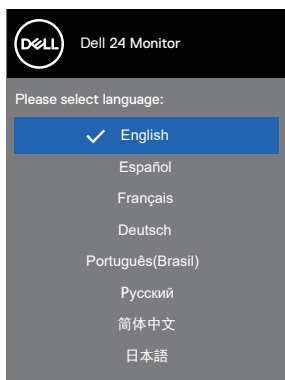 DELL
Dell 24 Monitor
Please select language:
English
Español
Français
Deutsch
Português(Brasil)
Русский
简体中文
日本語